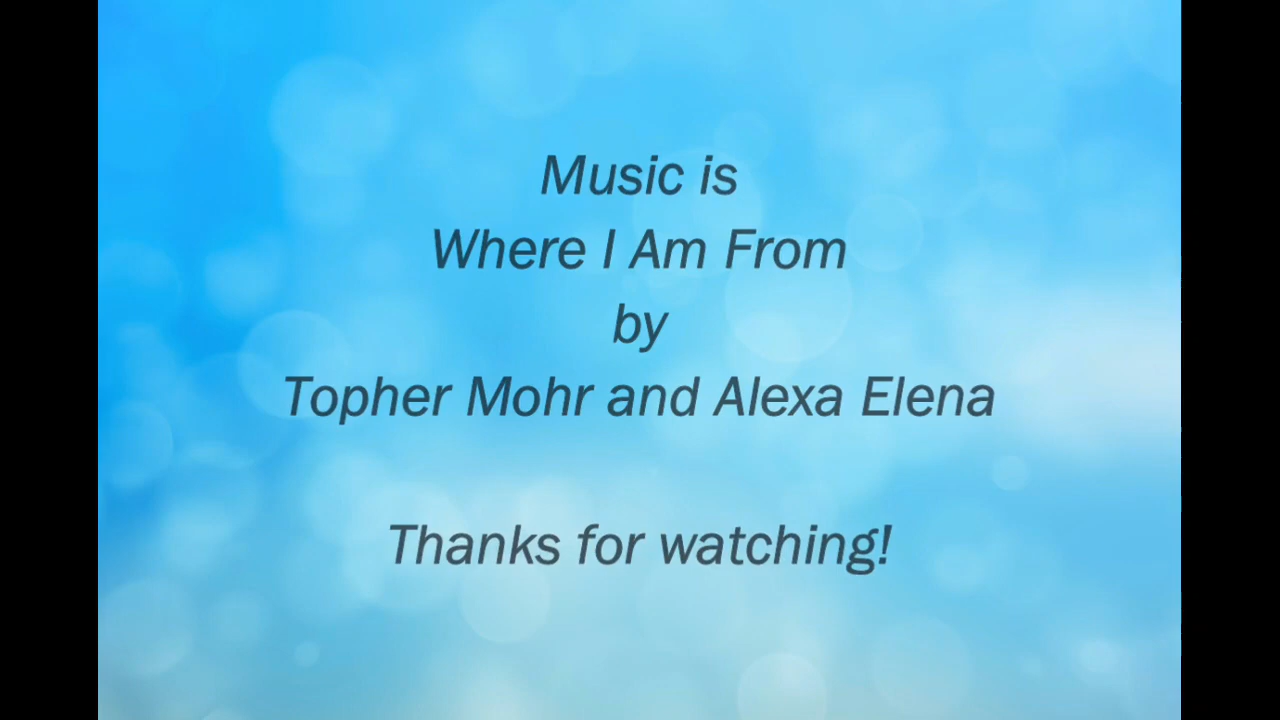 Music is
Where I Am From
by
Topher Mohr and Alexa Elena
Thanks for watching!